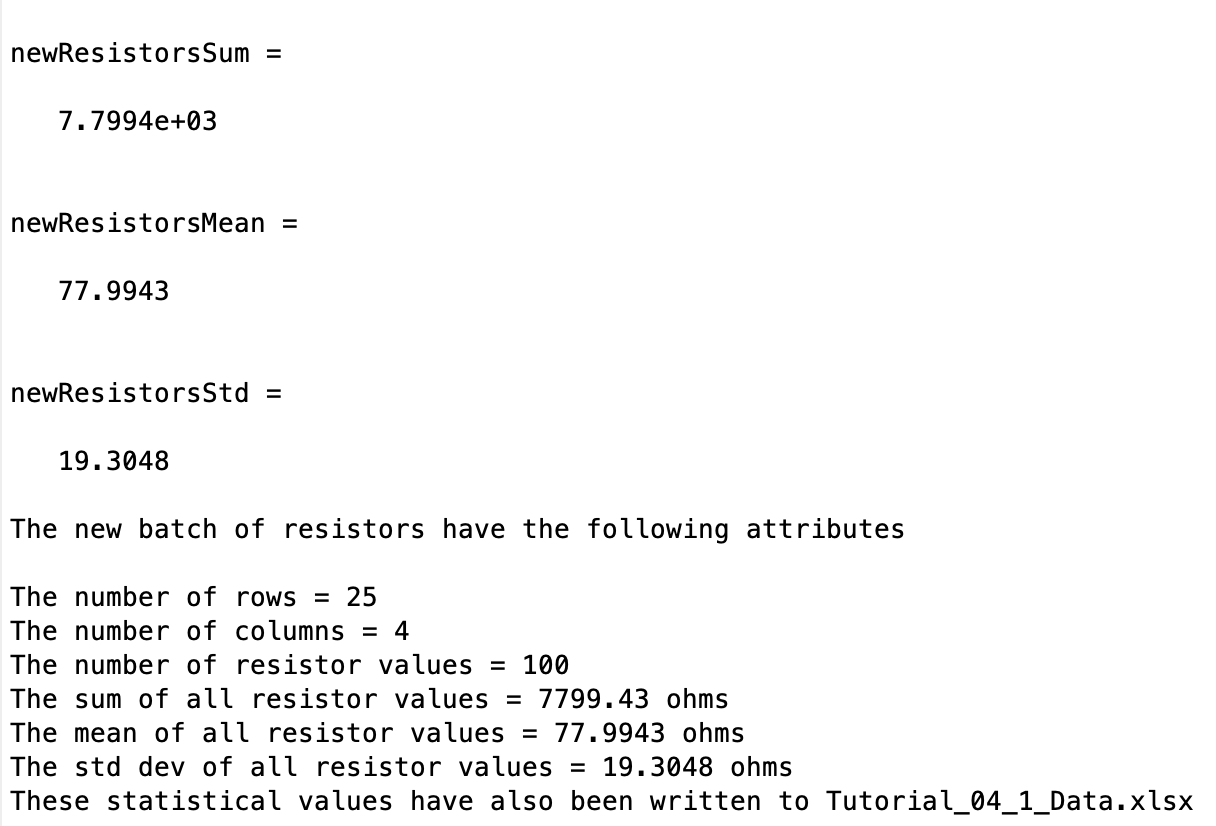 newResistorsSum =
7.7994e+03
newResistorsMean =
77.9943
newResistorsStd =
19.3048
The new batch of resistors have the following attributes
The number of rows = 25
The number of columns = 4
The number of resistor values = 100
The sum of all resistor values = 7799.43 ohms
The mean of all resistor values = 77.9943 ohms
The std dev of all resistor values = 19.3048 ohms
These statistical values have also been written to Tutorial_04_1_Data.xlsx